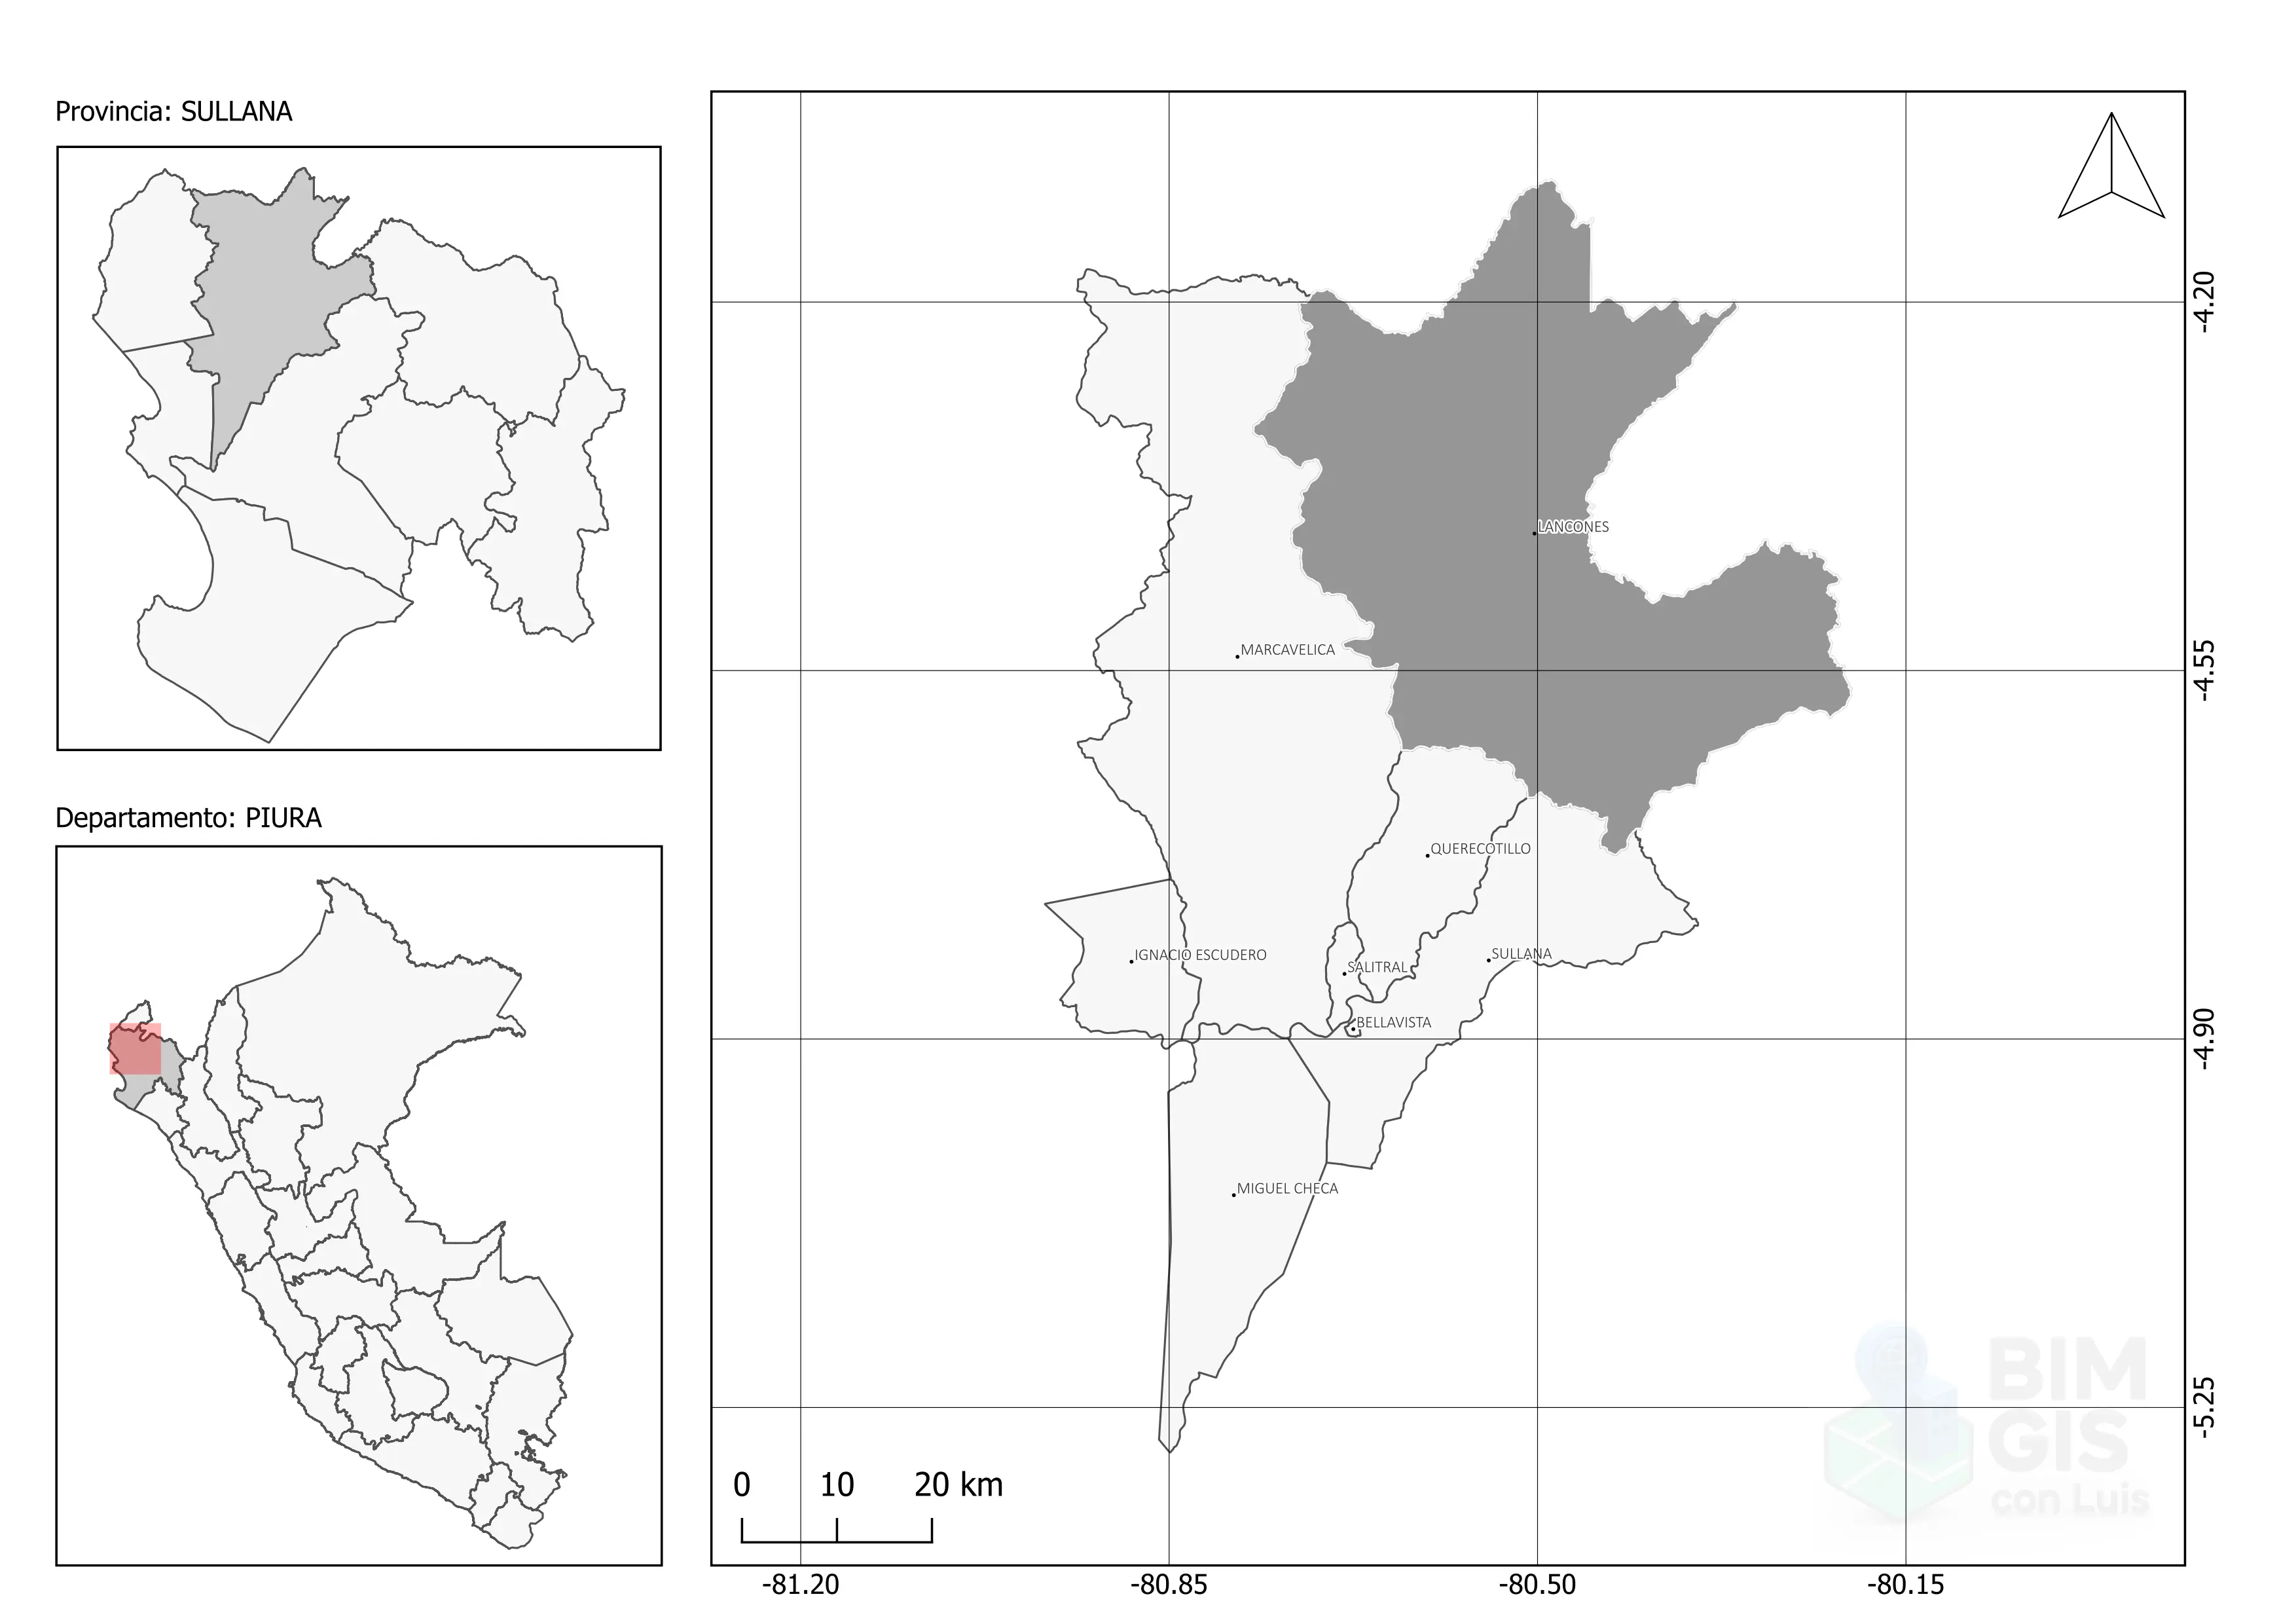 Provincia: SULLANA
Departamento: PIURA
LANCONES
MARCAVELICA
QUERECOTILLO
IGNACIO ESCUDERO
SULLANA
SALITRAL
BELLAVISTA
MIGUEL CHECA
-4.20
-4.55
-4.90
-5.25
0 10 20 km
-81.20 -80.85 -80.50 -80.15
BIM
GIS
con Luis